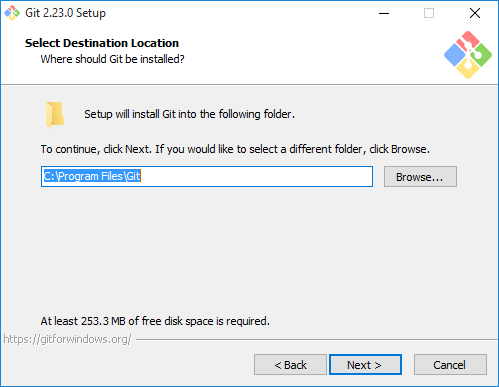 Git 2.23.0 Setup
Select Destination Location
Where should Git be installed?
Setup will install Git into the following folder.
To continue, click Next. If you would like to select a different folder, click Browse.
C:\Program Files\Git
Browse...
At least 253.3 MB of free disk space is required.
https://gitforwindows.org/
< Back
Next >
Cancel